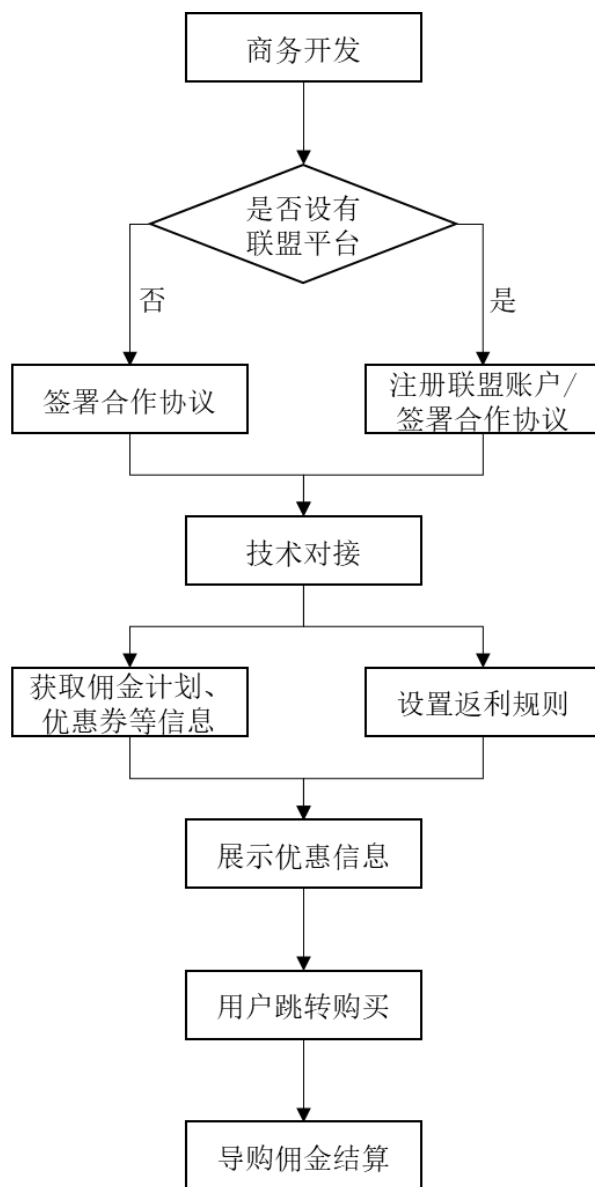 商务开发
是否设有
联盟平台
否
是
签署合作协议
注册联盟账户/
签署合作协议
技术对接
获取佣金计划、
优惠券等信息
设置返利规则
展示优惠信息
用户跳转购买
导购佣金结算